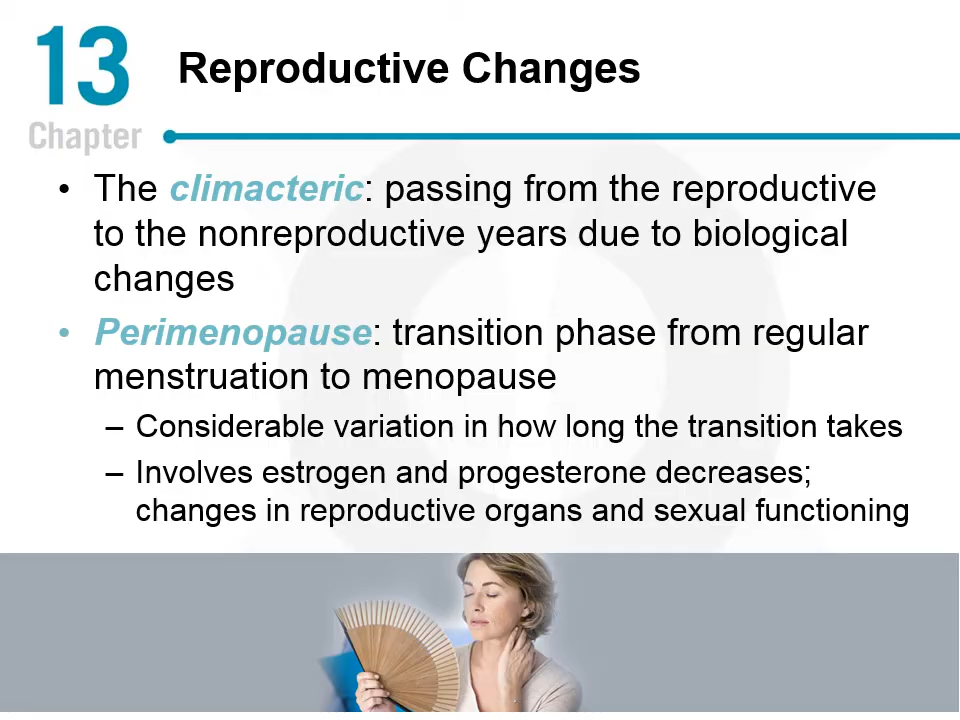 13
Chapter
Reproductive Changes
• The climacteric: passing from the reproductive
to the nonreproductive years due to biological
changes
• Perimenopause: transition phase from regular
menstruation to menopause
– Considerable variation in how long the transition takes
– Involves estrogen and progesterone decreases;
changes in reproductive organs and sexual functioning